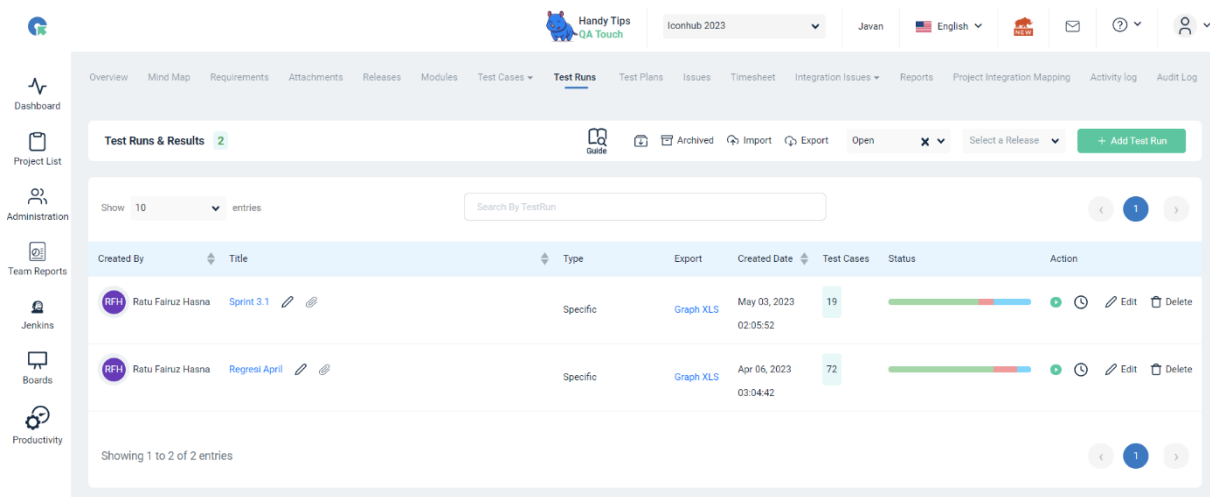 Handy Tips
QA Touch
Iconhub 2023
Javan
English
NEW
Overview Mind Map Requirements Attachments Releases Modules Test Cases Test Runs Test Plans Issues Timesheet Integration Issues Reports Project Integration Mapping Activity log Audit Log
Dashboard
Project List
Administration
Team Reports
Jenkins
Boards
Productivity
Test Runs & Results 2
Guide
Archived Import Export Open Select a Release + Add Test Run
Show 10 entries
Search By TestRun
1
Created By Title Type Export Created Date Test Cases Status Action
RFH Ratu Fairuz Hasna Sprint 3.1 Specific Graph XLS May 03, 2023 19 Edit Delete
02:05:52
RFH Ratu Fairuz Hasna Regresi April Specific Graph XLS Apr 06, 2023 72 Edit Delete
03:04:42
Showing 1 to 2 of 2 entries
1